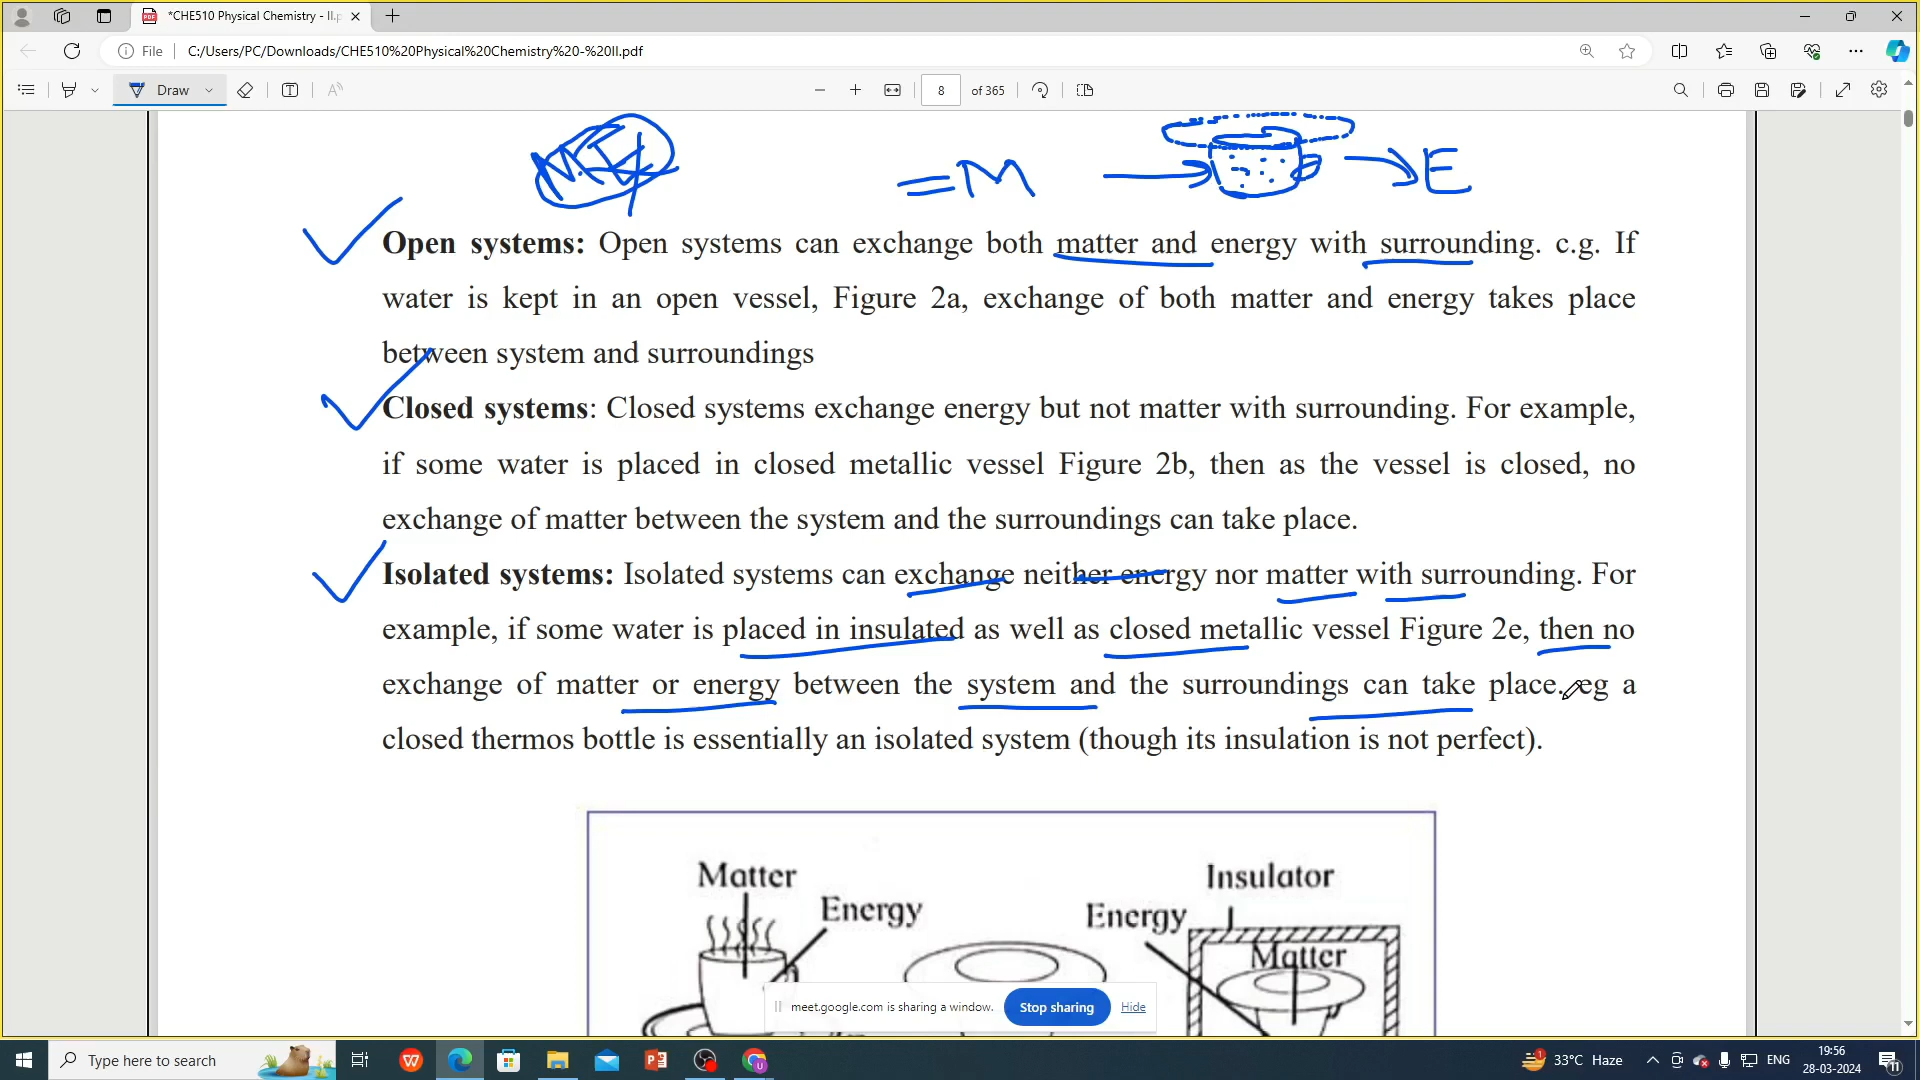 *CHE510 Physical Chemistry - II.p
File C:/Users/PC/Downloads/CHE510%20Physical%20Chemistry%20-%20II.pdf
Draw 8 of 365
= M E
Open systems: Open systems can exchange both matter and energy with surrounding. c.g. If
water is kept in an open vessel, Figure 2a, exchange of both matter and energy takes place
between system and surroundings
Closed systems: Closed systems exchange energy but not matter with surrounding. For example,
if some water is placed in closed metallic vessel Figure 2b, then as the vessel is closed, no
exchange of matter between the system and the surroundings can take place.
Isolated systems: Isolated systems can exchange neither energy nor matter with surrounding. For
example, if some water is placed in insulated as well as closed metallic vessel Figure 2e, then no
exchange of matter or energy between the system and the surroundings can take place. eg a
closed thermos bottle is essentially an isolated system (though its insulation is not perfect).
Matter Insulator
Energy Energy
Matter
meet.google.com is sharing a window. Stop sharing Hide
Type here to search 33°C Haze ENG 19:56
28-03-2024